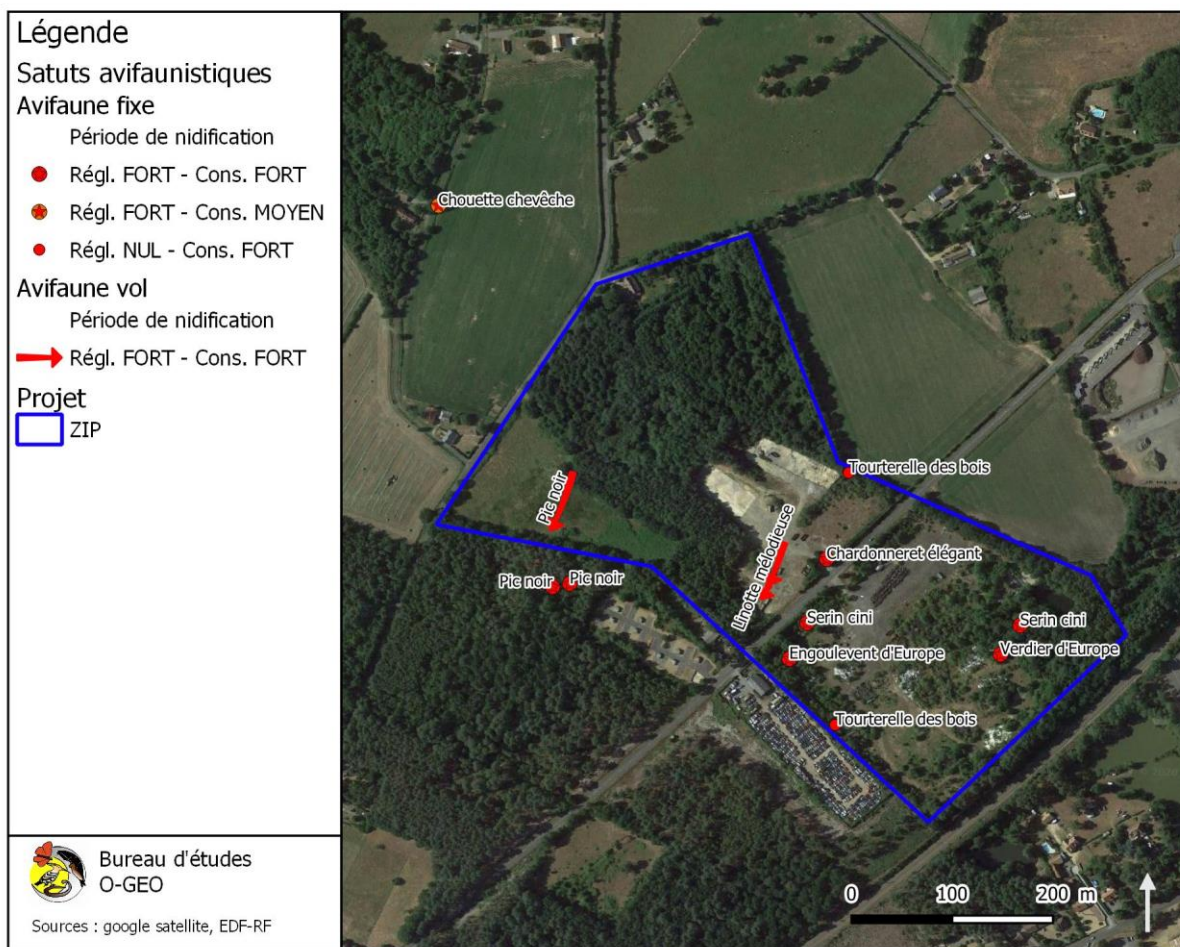 Légende
Satuts avifaunistiques
Avifaune fixe
Période de nidification
Régl. FORT - Cons. FORT
Régl. FORT - Cons. MOYEN
Régl. NUL - Cons. FORT
Avifaune vol
Période de nidification
Régl. FORT - Cons. FORT
Projet
ZIP
Bureau d'études
O-GEO
Sources : google satellite, EDF-RF
Chouette chevêche
Tourterelle des bois
Pic noir
Linotte mélodieuse
Chardonneret élégant
Pic noir
Pic noir
Serin cini
Serin cini
Engoulevent d'Europe
Verdier d'Europe
Tourterelle des bois
0 100 200 m